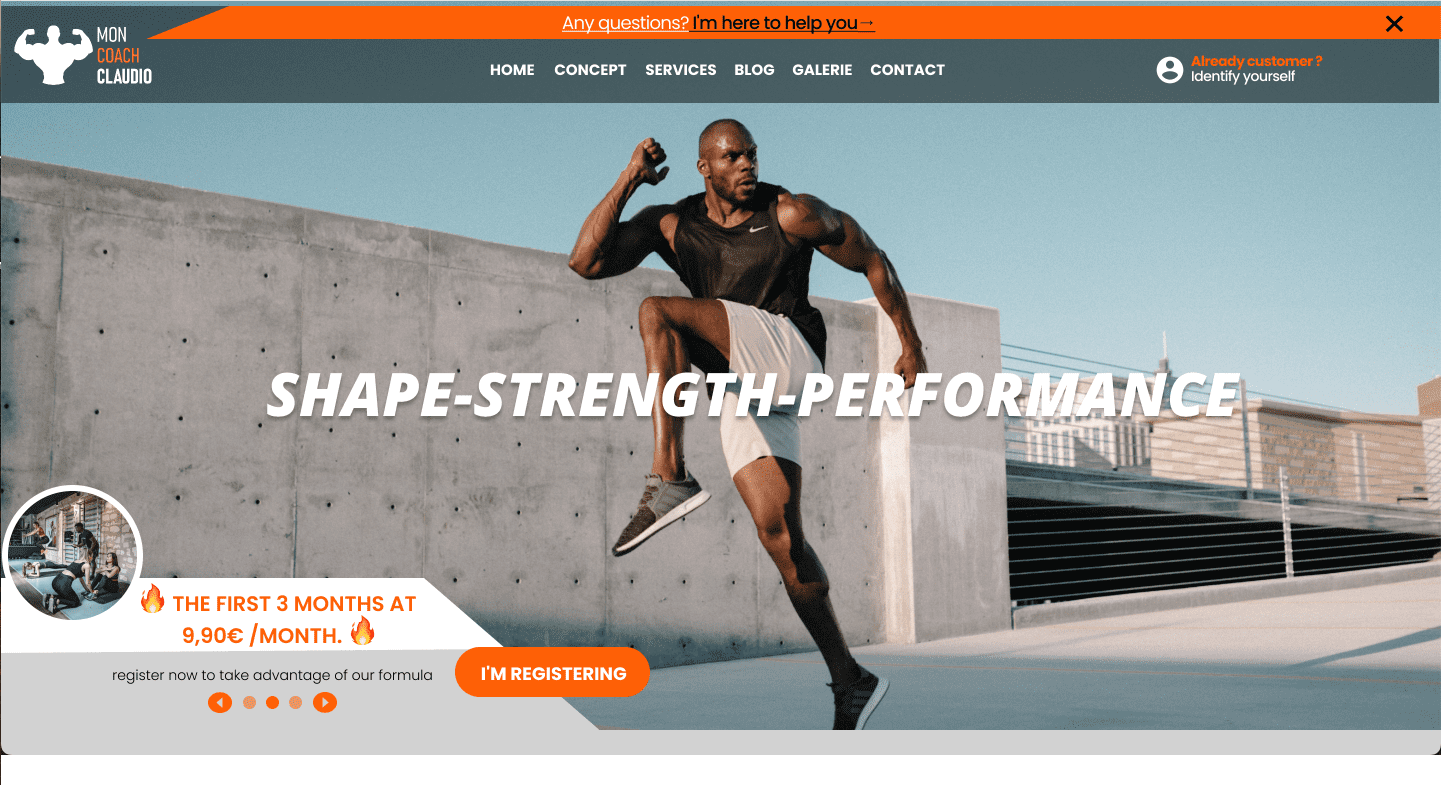 Any questions? I'm here to help you→
MON
COACH
CLAUDIO
HOME CONCEPT SERVICES BLOG GALERIE CONTACT
Already customer ?
Identify yourself
SHAPE-STRENGTH-PERFORMANCE
🔥 THE FIRST 3 MONTHS AT
9,90€ /MONTH. 🔥
register now to take advantage of our formula
I'M REGISTERING